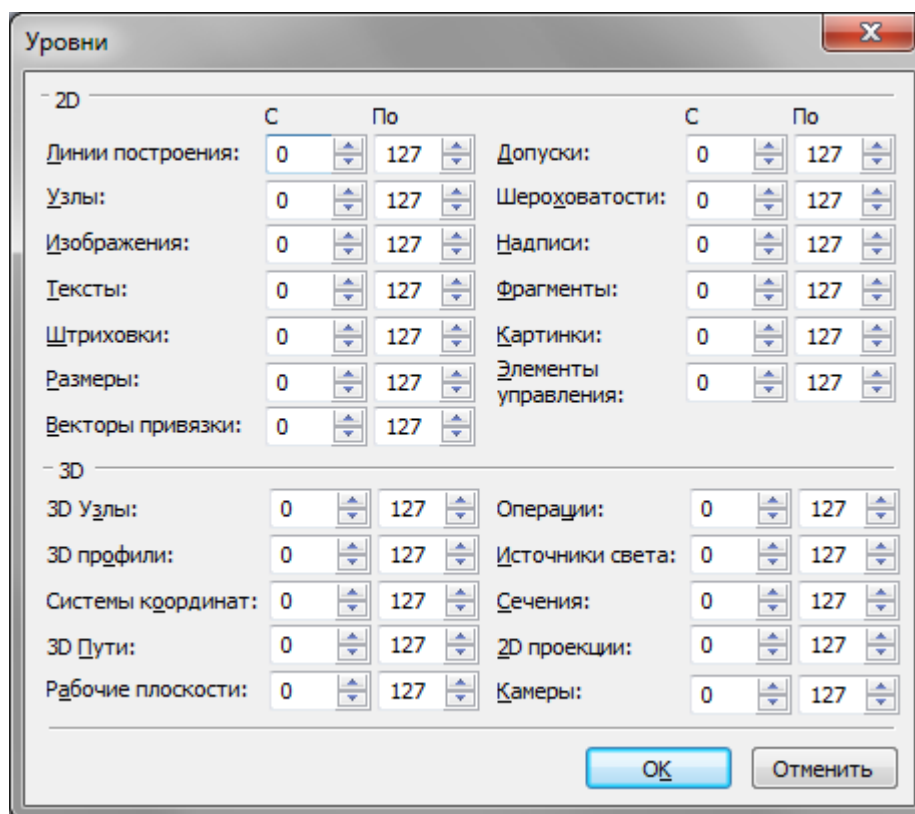 Уровни
2D
С По С По
Линии построения: 0 127 Допуски: 0 127
Узлы: 0 127 Шероховатости: 0 127
Изображения: 0 127 Надписи: 0 127
Тексты: 0 127 Фрагменты: 0 127
Штриховки: 0 127 Картинки: 0 127
Размеры: 0 127 Элементы управления: 0 127
Векторы привязки: 0 127
3D
3D Узлы: 0 127 Операции: 0 127
3D профили: 0 127 Источники света: 0 127
Системы координат: 0 127 Сечения: 0 127
3D Пути: 0 127 2D проекции: 0 127
Рабочие плоскости: 0 127 Камеры: 0 127
OK Отменить